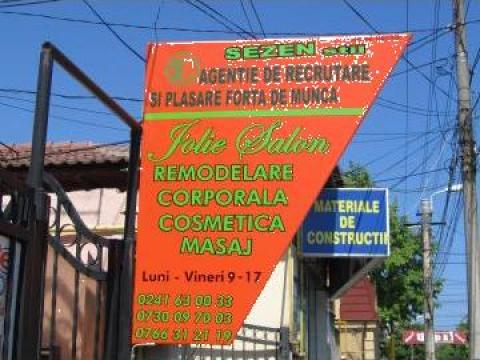 SEZEN stil
AGENTIE DE RECRUTARE
SI PLASARE FORTA DE MUNCA
Jolie Salon
REMODELARE
CORPORALA
COSMETICA
MASAJ
Luni - Vineri 9-17
0241 63 00 33
0730 09 70 03
0766 31 21 19
MATERIALE
DE
CONSTRUCTII